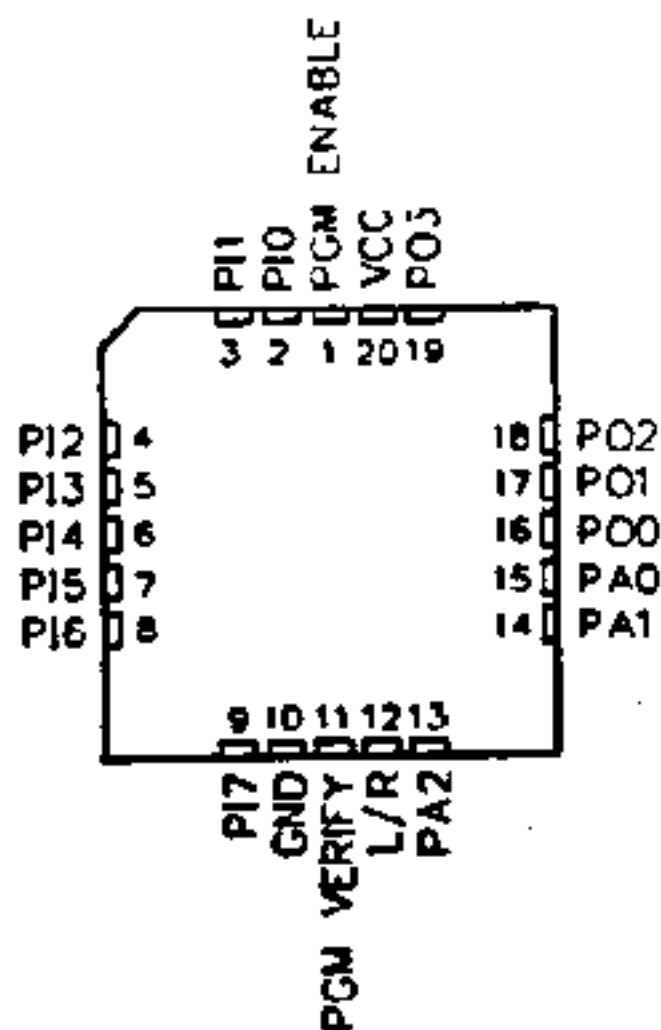 PGM ENABLE
PI1 PI0 PGM VCC PO3
3 2 1 20 19
PI2 4 18 PO2
PI3 5 17 PO1
PI4 6 16 PO0
PI5 7 15 PA0
PI6 8 14 PA1
9 10 11 12 13
PI7 GND PGM VERIFY L/R PA2